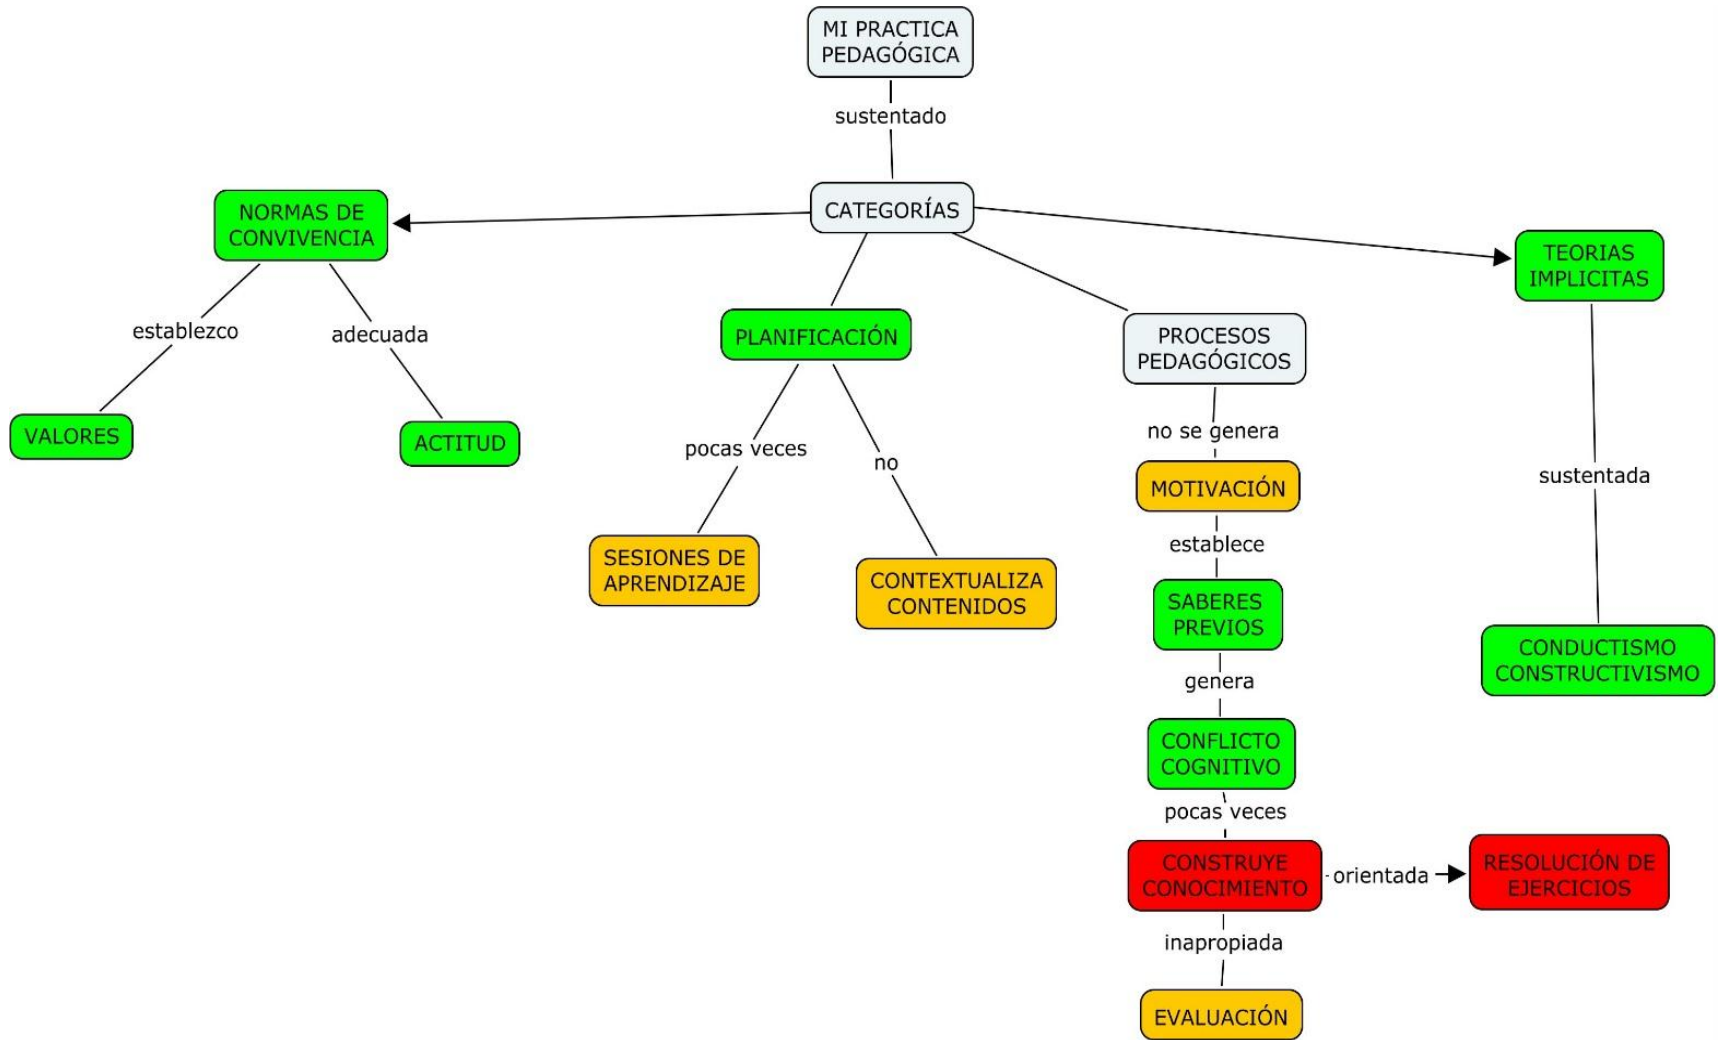 MI PRACTICA
PEDAGÓGICA
sustentado
CATEGORÍAS
NORMAS DE
CONVIVENCIA
establezco
adecuada
VALORES
ACTITUD
PLANIFICACIÓN
pocas veces
no
SESIONES DE
APRENDIZAJE
CONTEXTUALIZA
CONTENIDOS
PROCESOS
PEDAGÓGICOS
no se genera
MOTIVACIÓN
establece
SABERES
PREVIOS
genera
CONFLICTO
COGNITIVO
pocas veces
CONSTRUYE
CONOCIMIENTO
orientada
RESOLUCIÓN DE
EJERCICIOS
inapropiada
EVALUACIÓN
TEORIAS
IMPLICITAS
sustentada
CONDUCTISMO
CONSTRUCTIVISMO